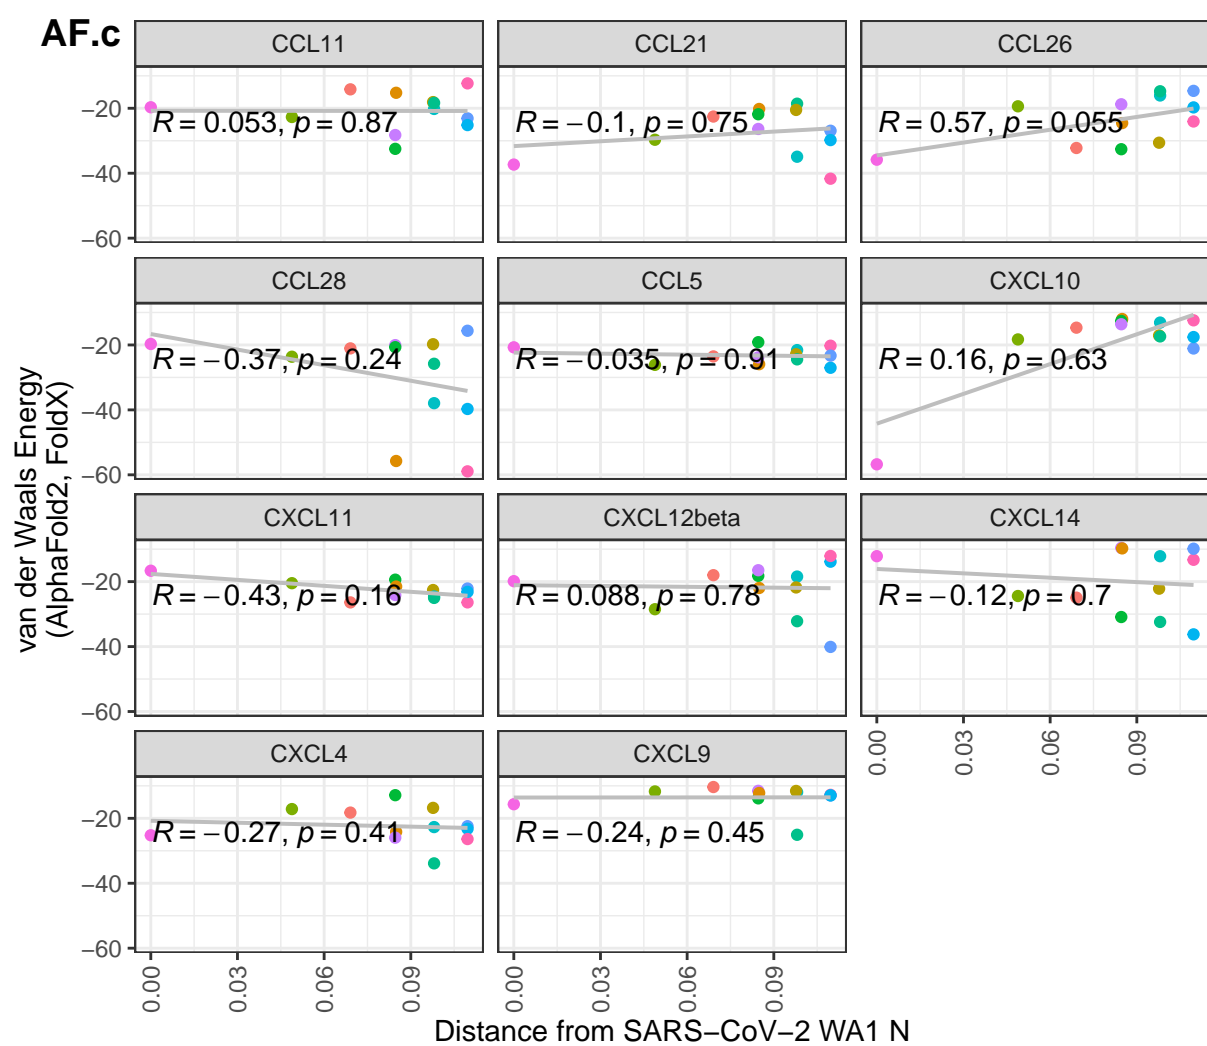 AF.c
CCL11
CCL21
CCL26
−20
−40
−60
R = 0.053, p = 0.87
R = −0.1, p = 0.75
R = 0.57, p = 0.055
CCL28
CCL5
CXCL10
−20
−40
−60
R = −0.37, p = 0.24
R = −0.035, p = 0.91
R = 0.16, p = 0.63
CXCL11
CXCL12beta
CXCL14
−20
−40
−60
R = −0.43, p = 0.16
R = 0.088, p = 0.78
R = −0.12, p = 0.7
0.00
0.03
0.06
0.09
CXCL4
CXCL9
−20
−40
−60
R = −0.27, p = 0.41
R = −0.24, p = 0.45
0.00
0.03
0.06
0.09
0.00
0.03
0.06
0.09
van der Waals Energy
(AlphaFold2, FoldX)
Distance from SARS−CoV−2 WA1 N